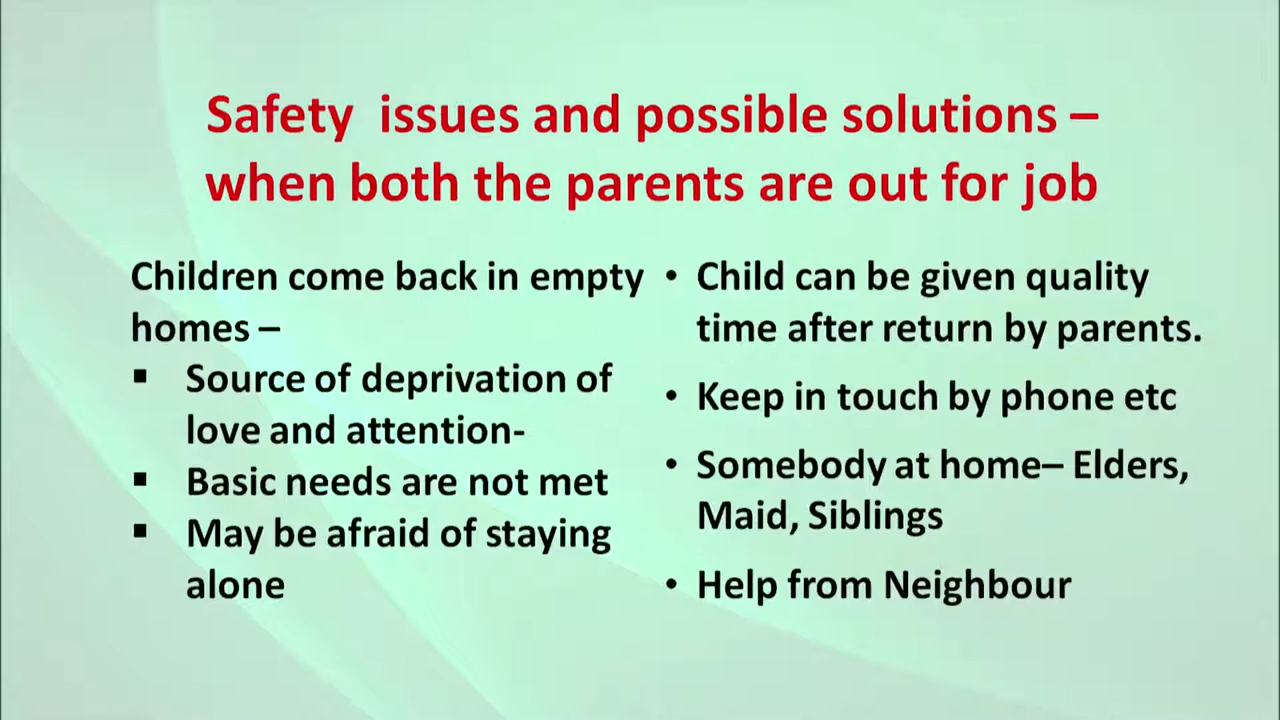 Safety issues and possible solutions –
when both the parents are out for job
Children come back in empty
homes –
▪ Source of deprivation of
love and attention-
▪ Basic needs are not met
▪ May be afraid of staying
alone
• Child can be given quality
time after return by parents.
• Keep in touch by phone etc
• Somebody at home– Elders,
Maid, Siblings
• Help from Neighbour